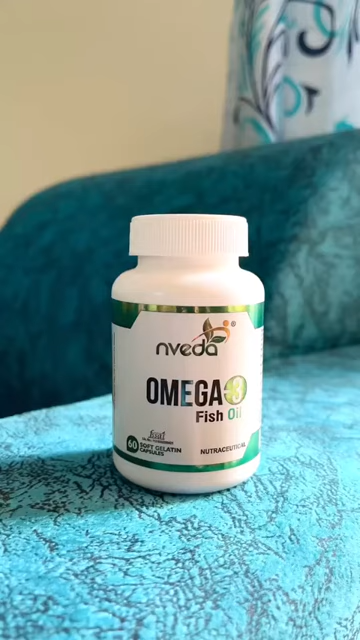 nveda
OMEGA-3
Fish Oil
60 SOFT GELATIN
CAPSULES
NUTRACEUTICAL